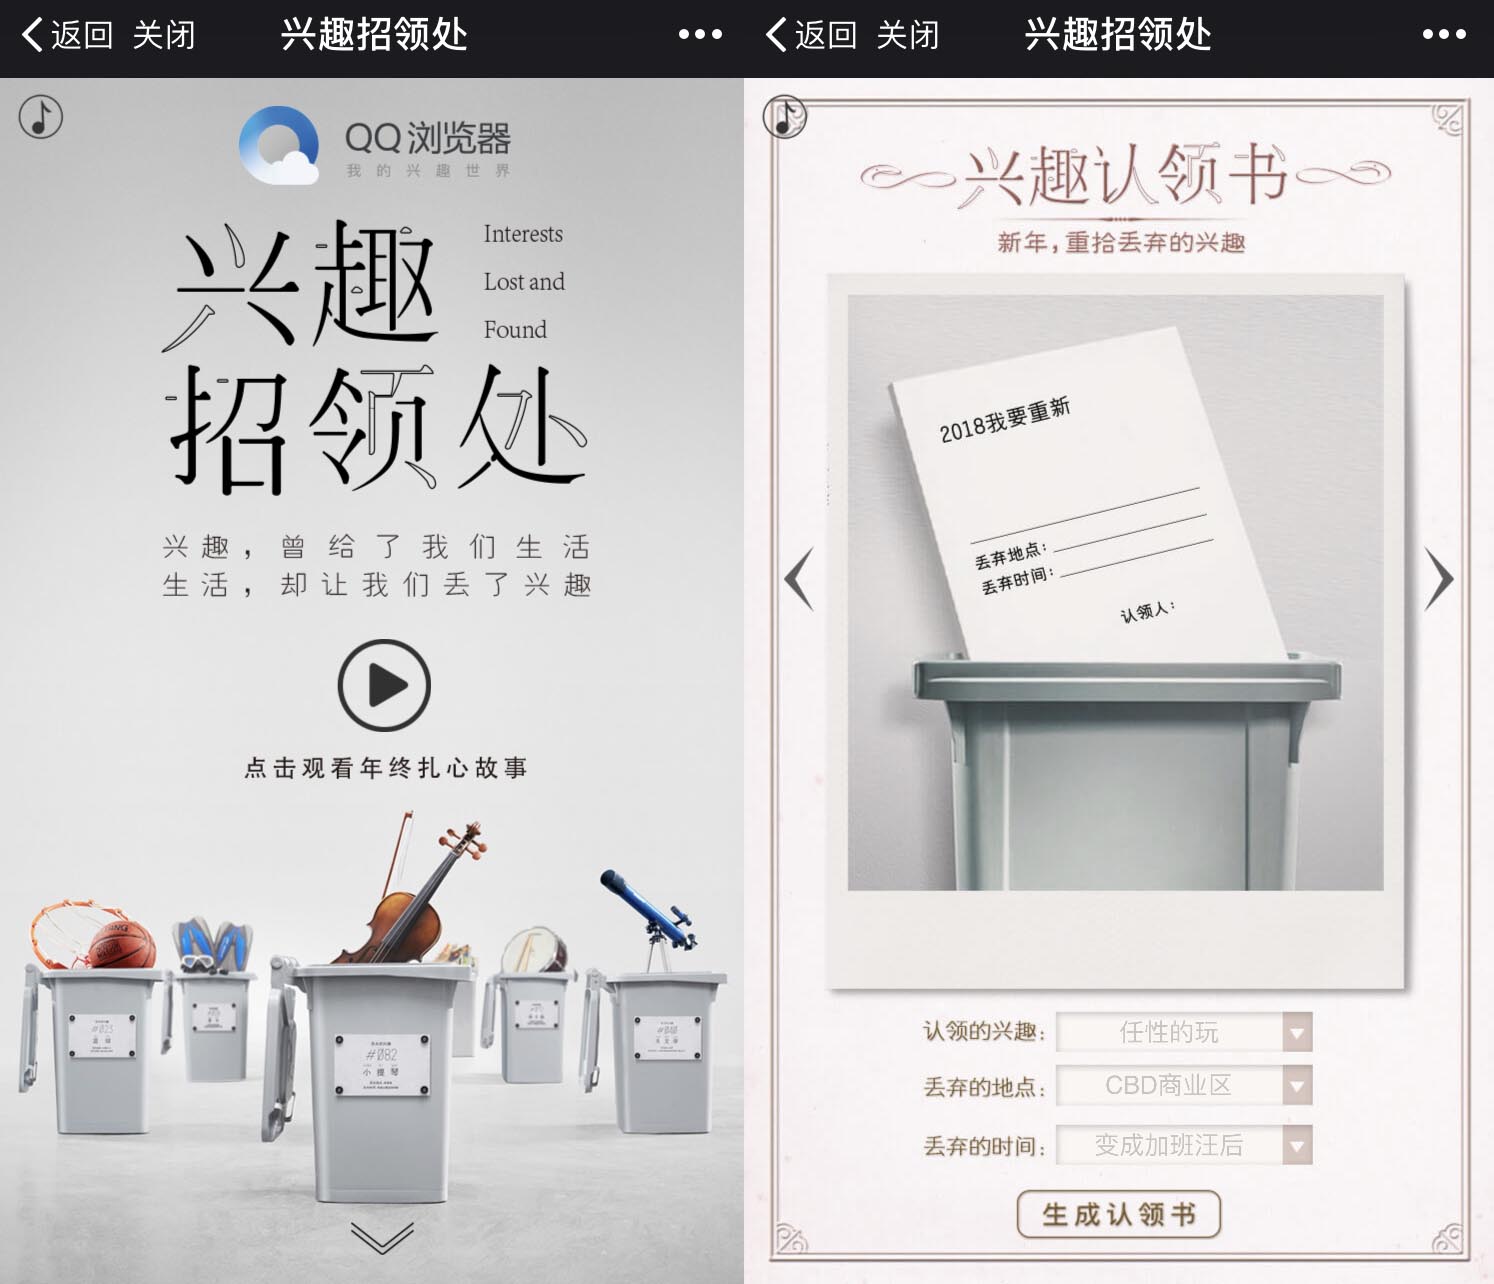 返回 关闭 兴趣招领处
QQ浏览器
我的兴趣世界
兴趣
招领处
Interests
Lost and
Found
兴趣，曾给了我们生活
生活，却让我们丢了兴趣
点击观看年终扎心故事
#023
篮球
#082
小提琴
返回 关闭 兴趣招领处
兴趣认领书
新年，重拾丢弃的兴趣
2018我要重新
丢弃地点：
丢弃时间：
认领人：
认领的兴趣： 任性的玩
丢弃的地点： CBD商业区
丢弃的时间： 变成加班汪后
生成认领书